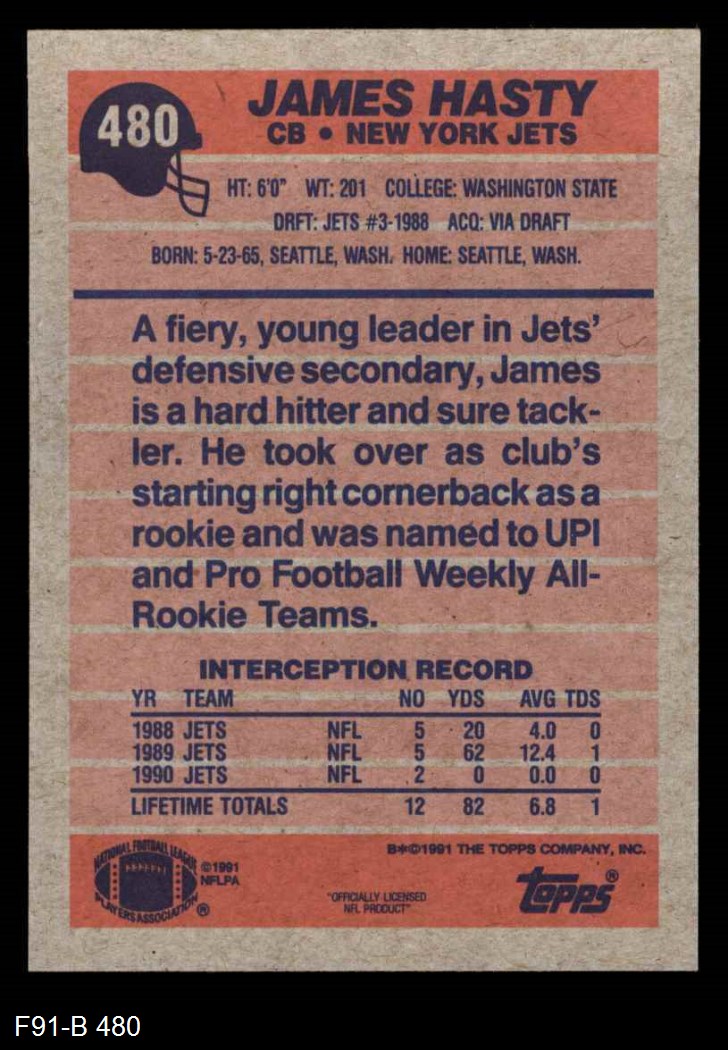 480
JAMES HASTY
CB • NEW YORK JETS
HT: 6'0" WT: 201 COLLEGE: WASHINGTON STATE
DRFT: JETS #3-1988 ACQ: VIA DRAFT
BORN: 5-23-65, SEATTLE, WASH. HOME: SEATTLE, WASH.
A fiery, young leader in Jets'
defensive secondary, James
is a hard hitter and sure tack-
ler. He took over as club's
starting right cornerback as a
rookie and was named to UPI
and Pro Football Weekly All-
Rookie Teams.
INTERCEPTION RECORD
YR TEAM NO YDS AVG TDS
1988 JETS NFL 5 20 4.0 0
1989 JETS NFL 5 62 12.4 1
1990 JETS NFL 2 0 0.0 0
LIFETIME TOTALS 12 82 6.8 1
NATIONAL FOOTBALL LEAGUE
PLAYERS ASSOCIATION ®
©1991
NFLPA
B*©1991 THE TOPPS COMPANY, INC.
"OFFICIALLY LICENSED
NFL PRODUCT"
topps®
F91-B 480